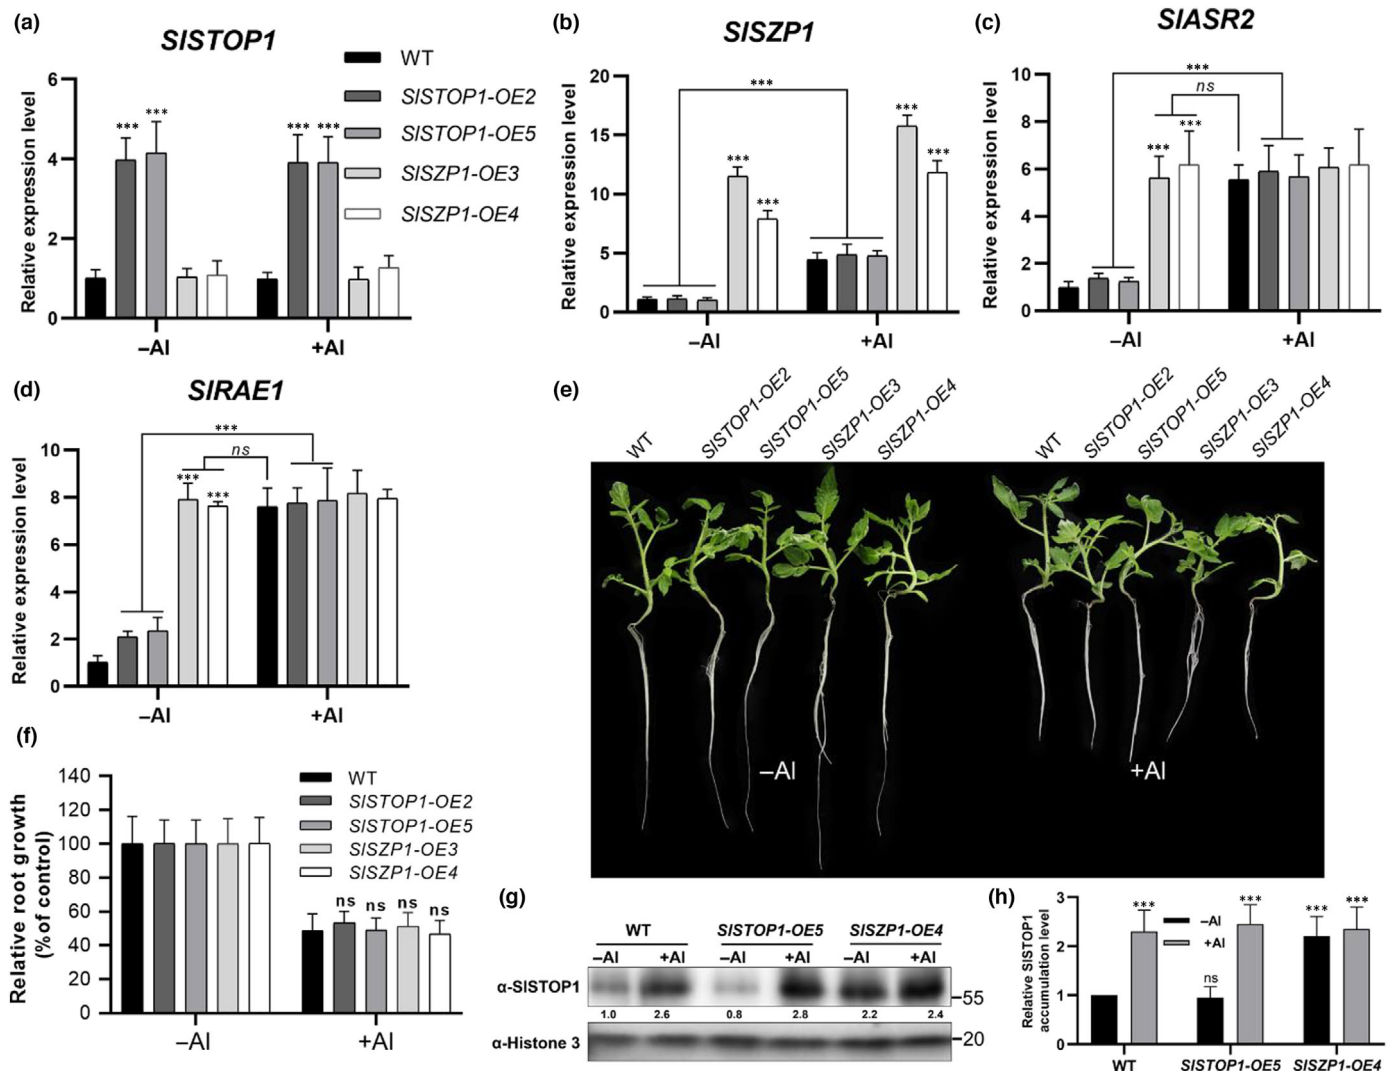 (a)
SlSTOP1
Relative expression level
6
4
2
0
*** ***
*** ***
–Al
+Al
WT
SlSTOP1-OE2
SlSTOP1-OE5
SlSZP1-OE3
SlSZP1-OE4
(b)
SlSZP1
Relative expression level
20
15
10
5
0
***
***
***
***
***
–Al
+Al
(c)
SlASR2
Relative expression level
10
8
6
4
2
0
***
ns
***
***
–Al
+Al
(d)
SlRAE1
Relative expression level
10
8
6
4
2
0
***
ns
***
***
–Al
+Al
(e)
WT
SlSTOP1-OE2
SlSTOP1-OE5
SlSZP1-OE3
SlSZP1-OE4
WT
SlSTOP1-OE2
SlSTOP1-OE5
SlSZP1-OE3
SlSZP1-OE4
–Al
+Al
(f)
Relative root growth
(% of control)
140
120
100
80
60
40
20
0
WT
SlSTOP1-OE2
SlSTOP1-OE5
SlSZP1-OE3
SlSZP1-OE4
ns ns ns ns
–Al
+Al
(g)
WT SlSTOP1-OE5 SlSZP1-OE4
–Al +Al –Al +Al –Al +Al
α-SlSTOP1
55
1.0 2.6 0.8 2.8 2.2 2.4
α-Histone 3
20
(h)
Relative SlSTOP1
accumulation level
3
2
1
0
–Al
+Al
***
ns
***
***
***
WT SlSTOP1-OE5 SlSZP1-OE4